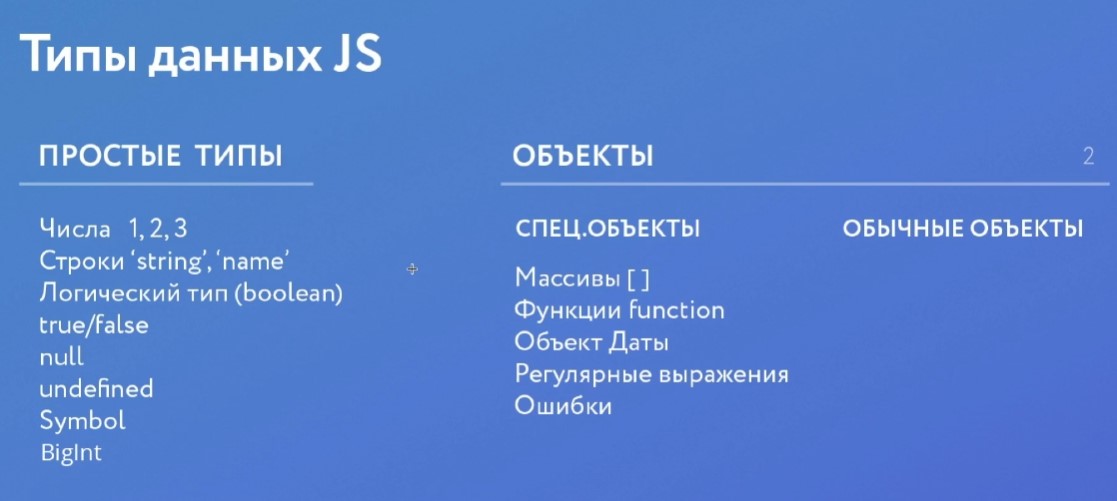 Типы данных JS
ПРОСТЫЕ ТИПЫ
Числа 1, 2, 3
Строки ‘string’, ‘name’
Логический тип (boolean)
true/false
null
undefined
Symbol
BigInt
ОБЪЕКТЫ
2
СПЕЦ.ОБЪЕКТЫ
Массивы [ ]
Функции function
Объект Даты
Регулярные выражения
Ошибки
ОБЫЧНЫЕ ОБЪЕКТЫ